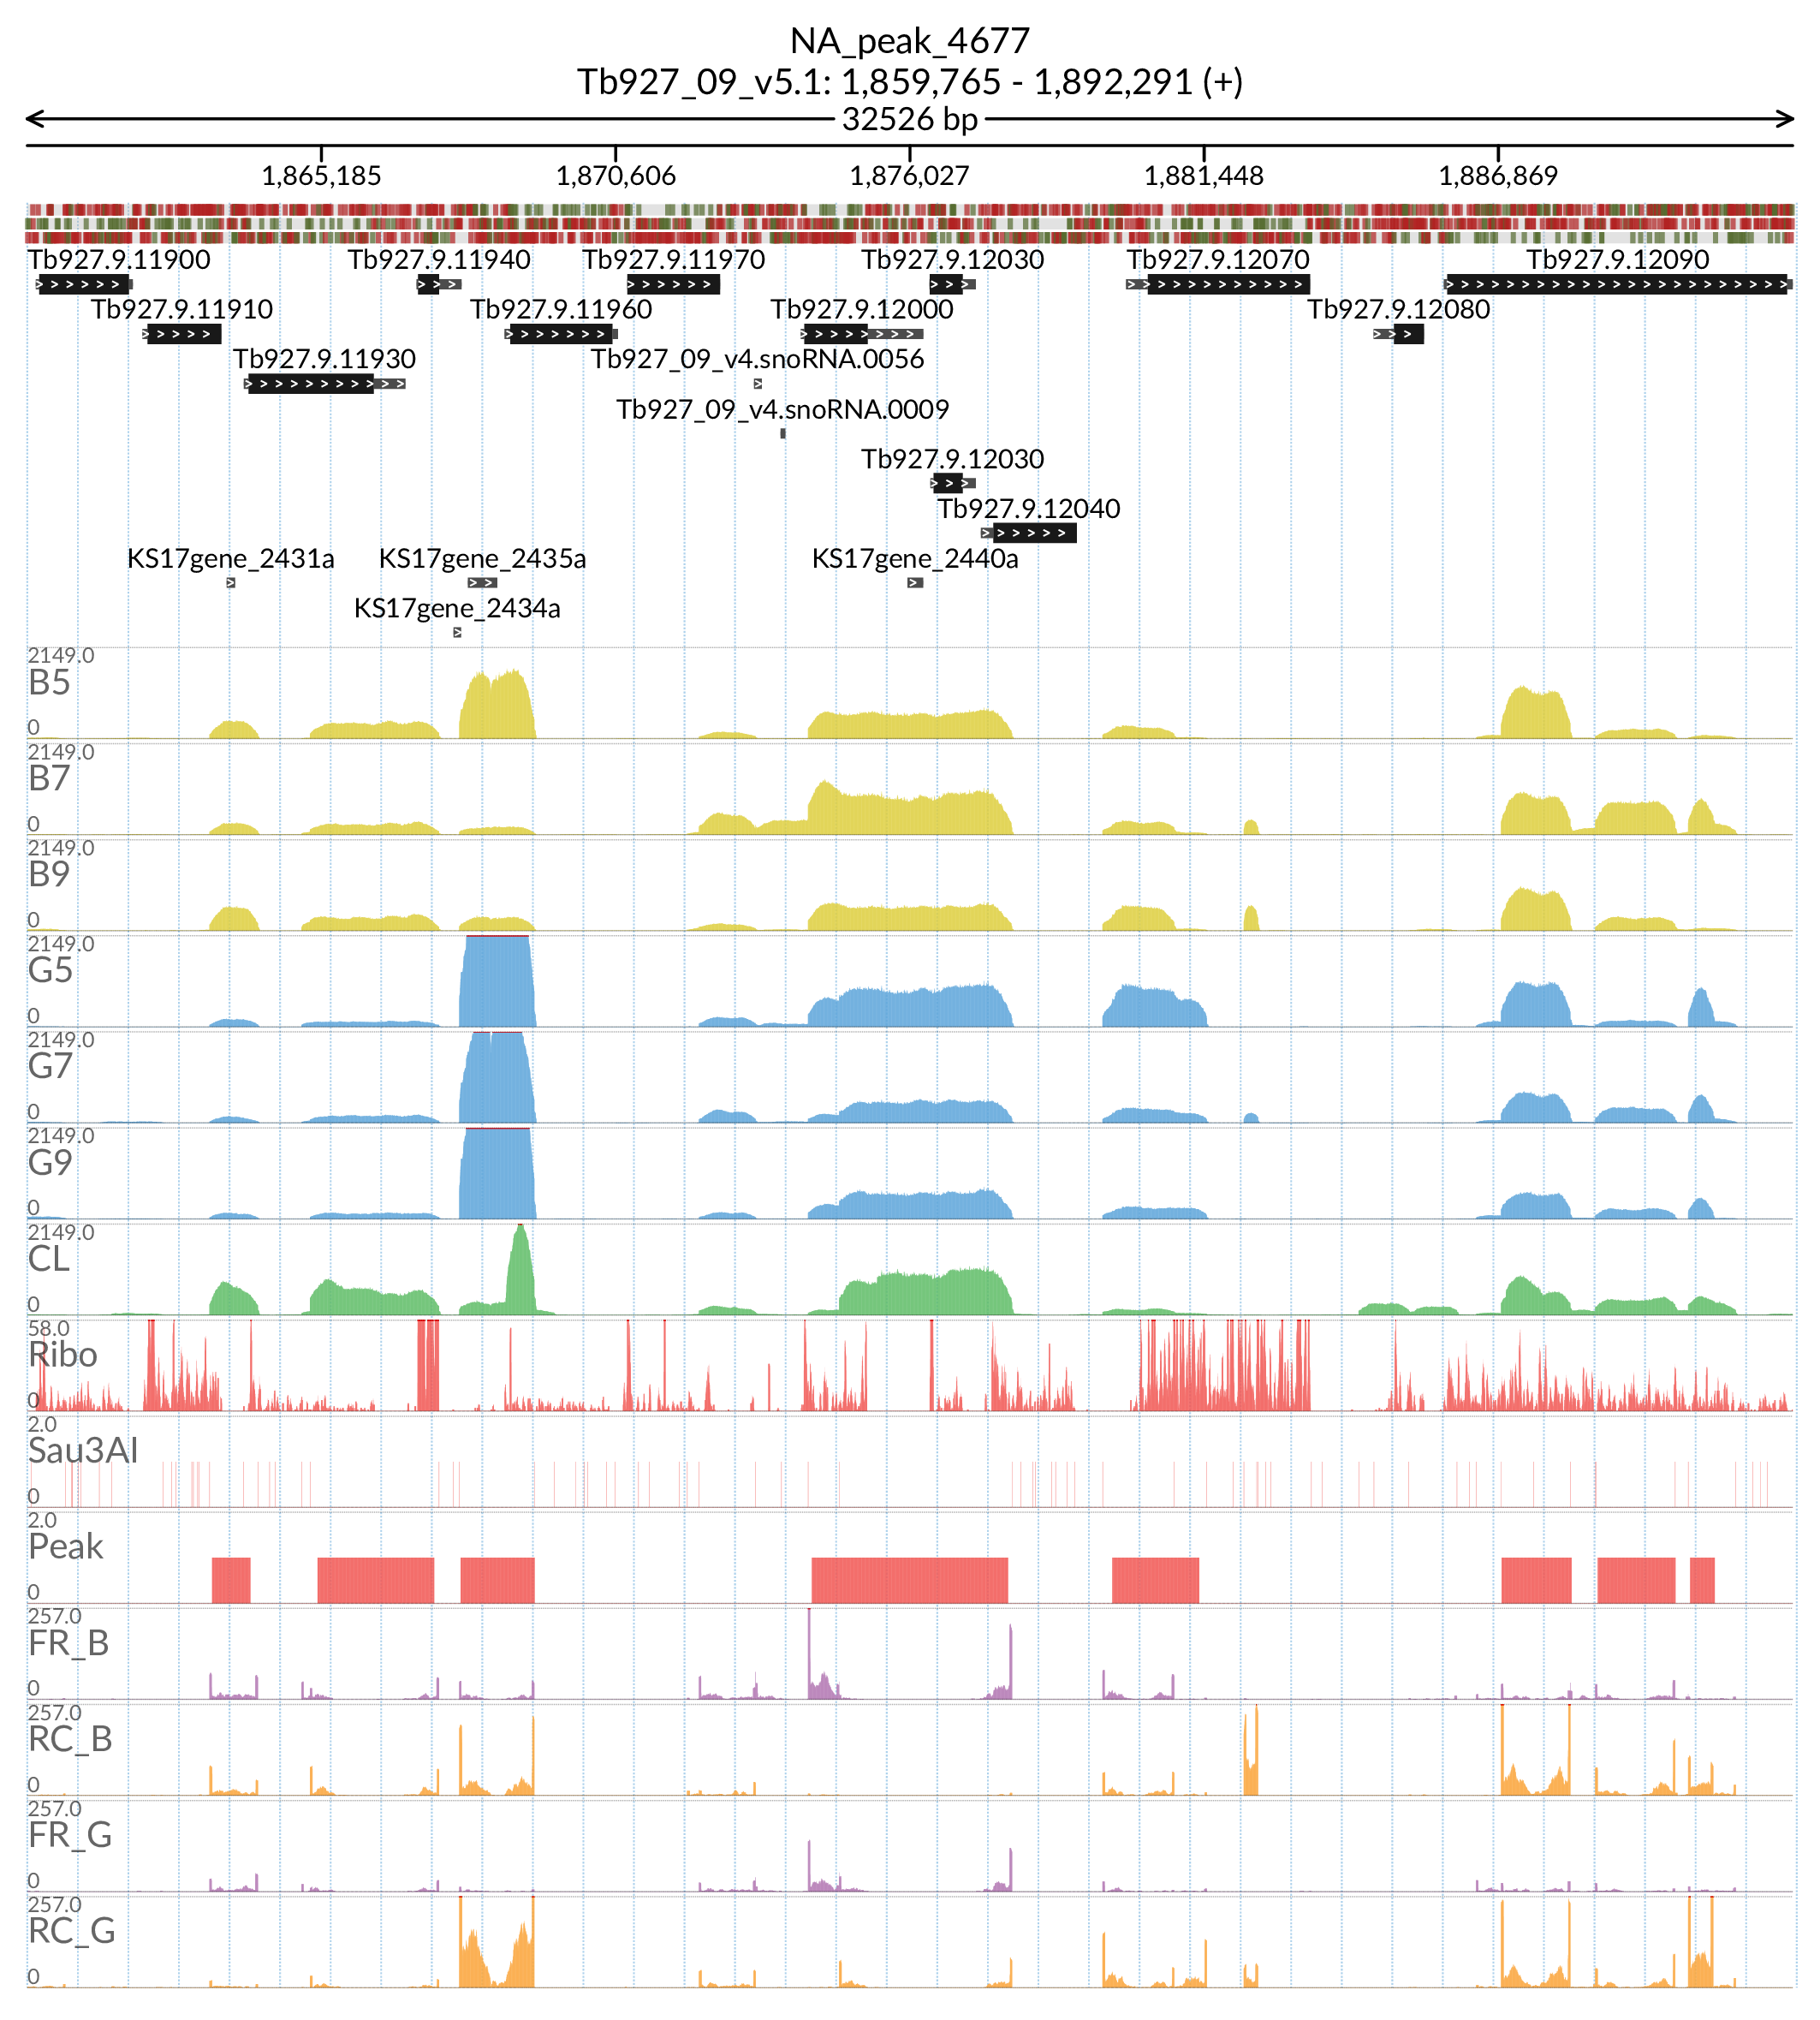 NA_peak_4677
Tb927_09_v5.1: 1,859,765 - 1,892,291 (+)
32526 bp
1,865,185 1,870,606 1,876,027 1,881,448 1,886,869
Tb927.9.11900 Tb927.9.11940 Tb927.9.11970 Tb927.9.12030 Tb927.9.12070 Tb927.9.12090
Tb927.9.11910 Tb927.9.11960 Tb927.9.12000 Tb927.9.12080
Tb927.9.11930 Tb927_09_v4.snoRNA.0056
Tb927_09_v4.snoRNA.0009
Tb927.9.12030
Tb927.9.12040
KS17gene_2431a KS17gene_2435a KS17gene_2440a
KS17gene_2434a
2149.0
B5
0
2149.0
B7
0
2149.0
B9
0
2149.0
G5
0
2149.0
G7
0
2149.0
G9
0
2149.0
CL
0
58.0
Ribo
0
2.0
Sau3AI
0
2.0
Peak
0
257.0
FR_B
0
257.0
RC_B
0
257.0
FR_G
0
257.0
RC_G
0